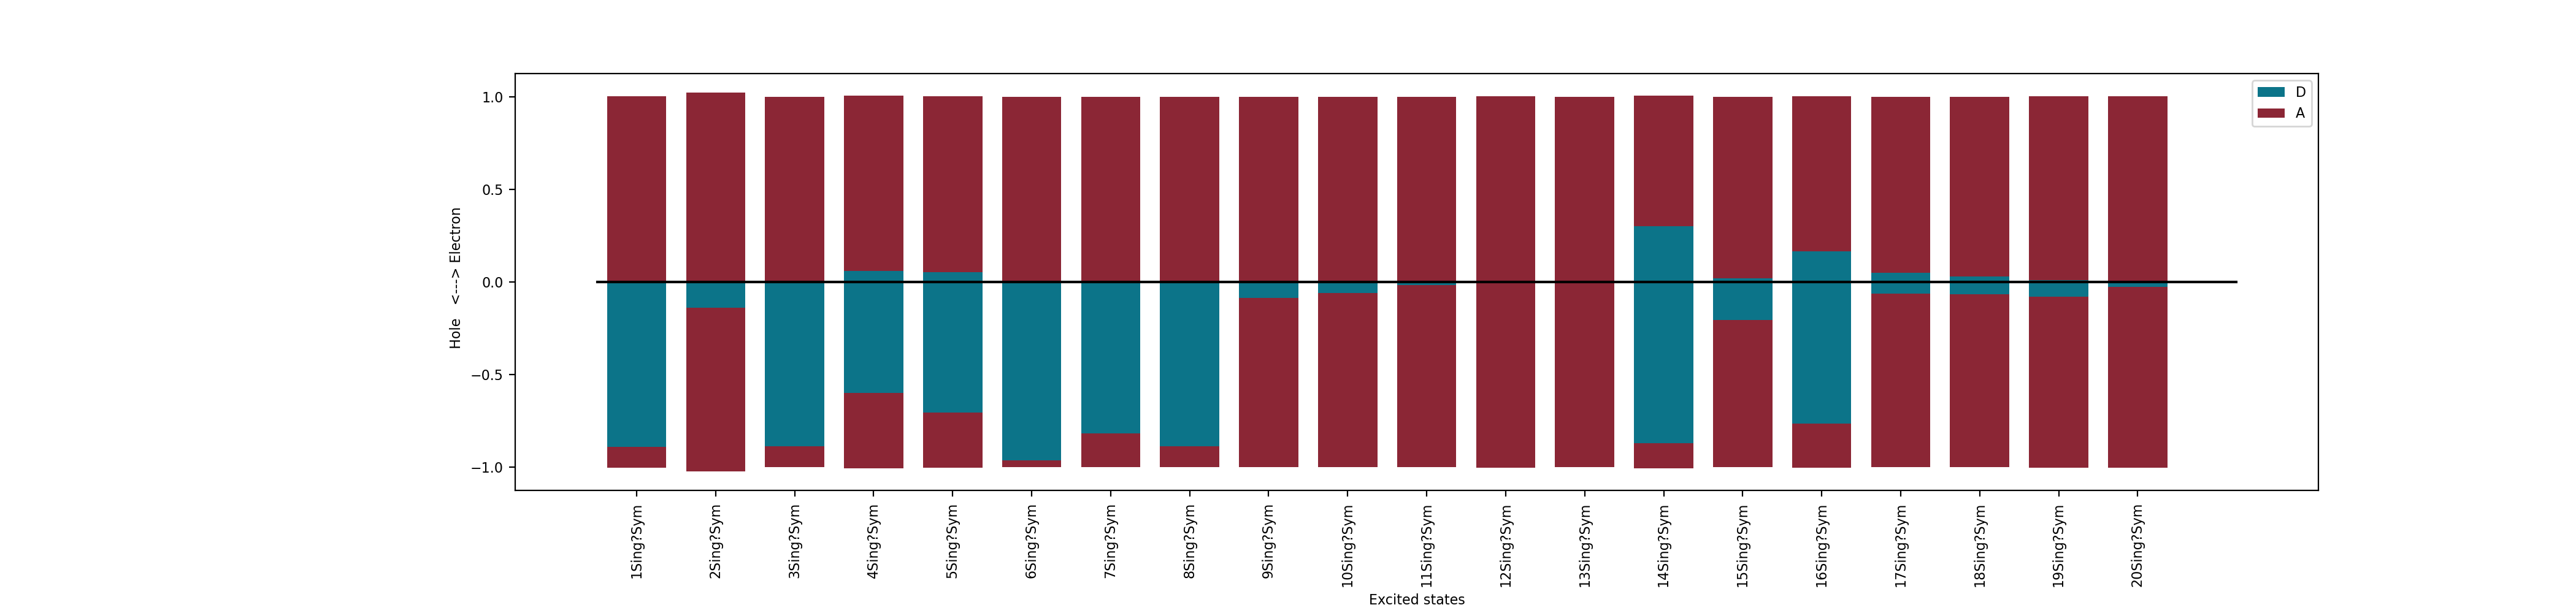 D
A
1.0
0.5
0.0
−0.5
−1.0
Hole <----> Electron
1Sing?Sym
2Sing?Sym
3Sing?Sym
4Sing?Sym
5Sing?Sym
6Sing?Sym
7Sing?Sym
8Sing?Sym
9Sing?Sym
10Sing?Sym
11Sing?Sym
12Sing?Sym
13Sing?Sym
14Sing?Sym
15Sing?Sym
16Sing?Sym
17Sing?Sym
18Sing?Sym
19Sing?Sym
20Sing?Sym
Excited states